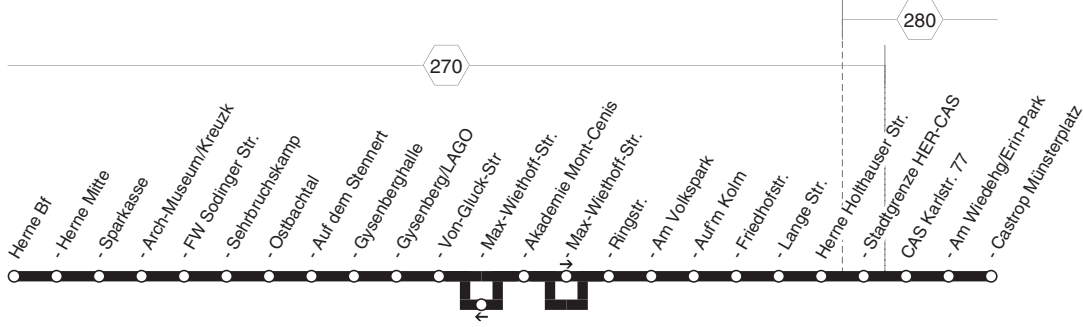 280
270
Herne Bf
- Herne Mitte
- Sparkasse
- Arch-Museum/Kreuzk
- FW Sodinger Str.
- Sehrbruchskamp
- Ostbachtal
- Auf dem Stennert
- Gysenberghalle
- Gysenberg/LAGO
- Von-Gluck-Str
- Max-Wiethoff-Str.
- Akademie Mont-Cenis
- Max-Wiethoff-Str.
- Ringstr.
- Am Volkspark
- Auf'm Kolm
- Friedhofstr.
- Lange Str.
Herne Holthauser Str.
- Stadtgrenze HER-CAS
CAS Karlstr. 77
- Am Wiedehg/Erin-Park
- Castrop Münsterplatz